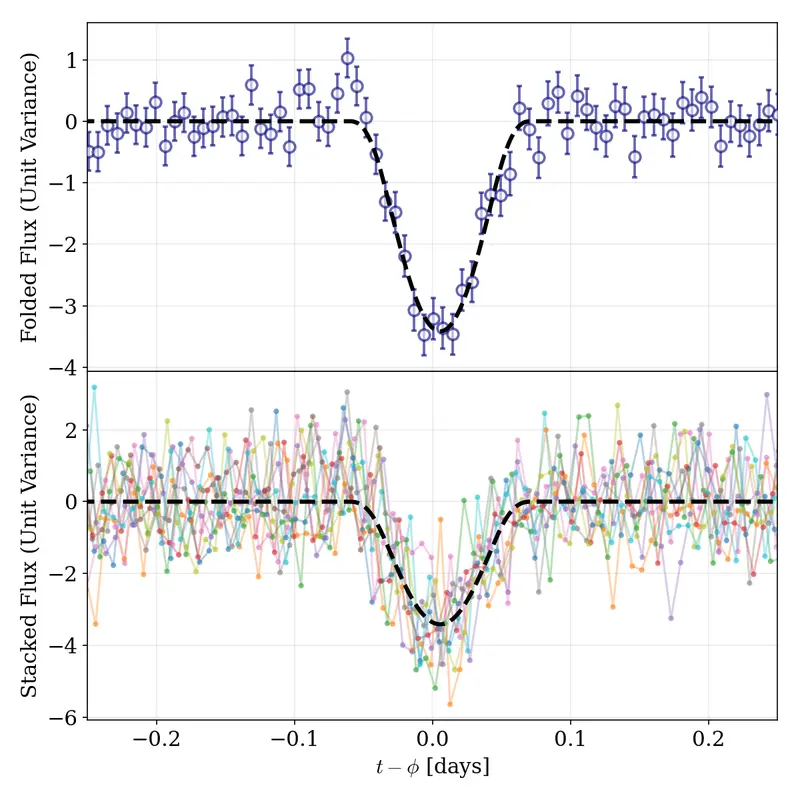 Folded Flux (Unit Variance)
1
0
−1
−2
−3
−4
Stacked Flux (Unit Variance)
2
0
−2
−4
−6
−0.2 −0.1 0.0 0.1 0.2
t − ϕ [days]